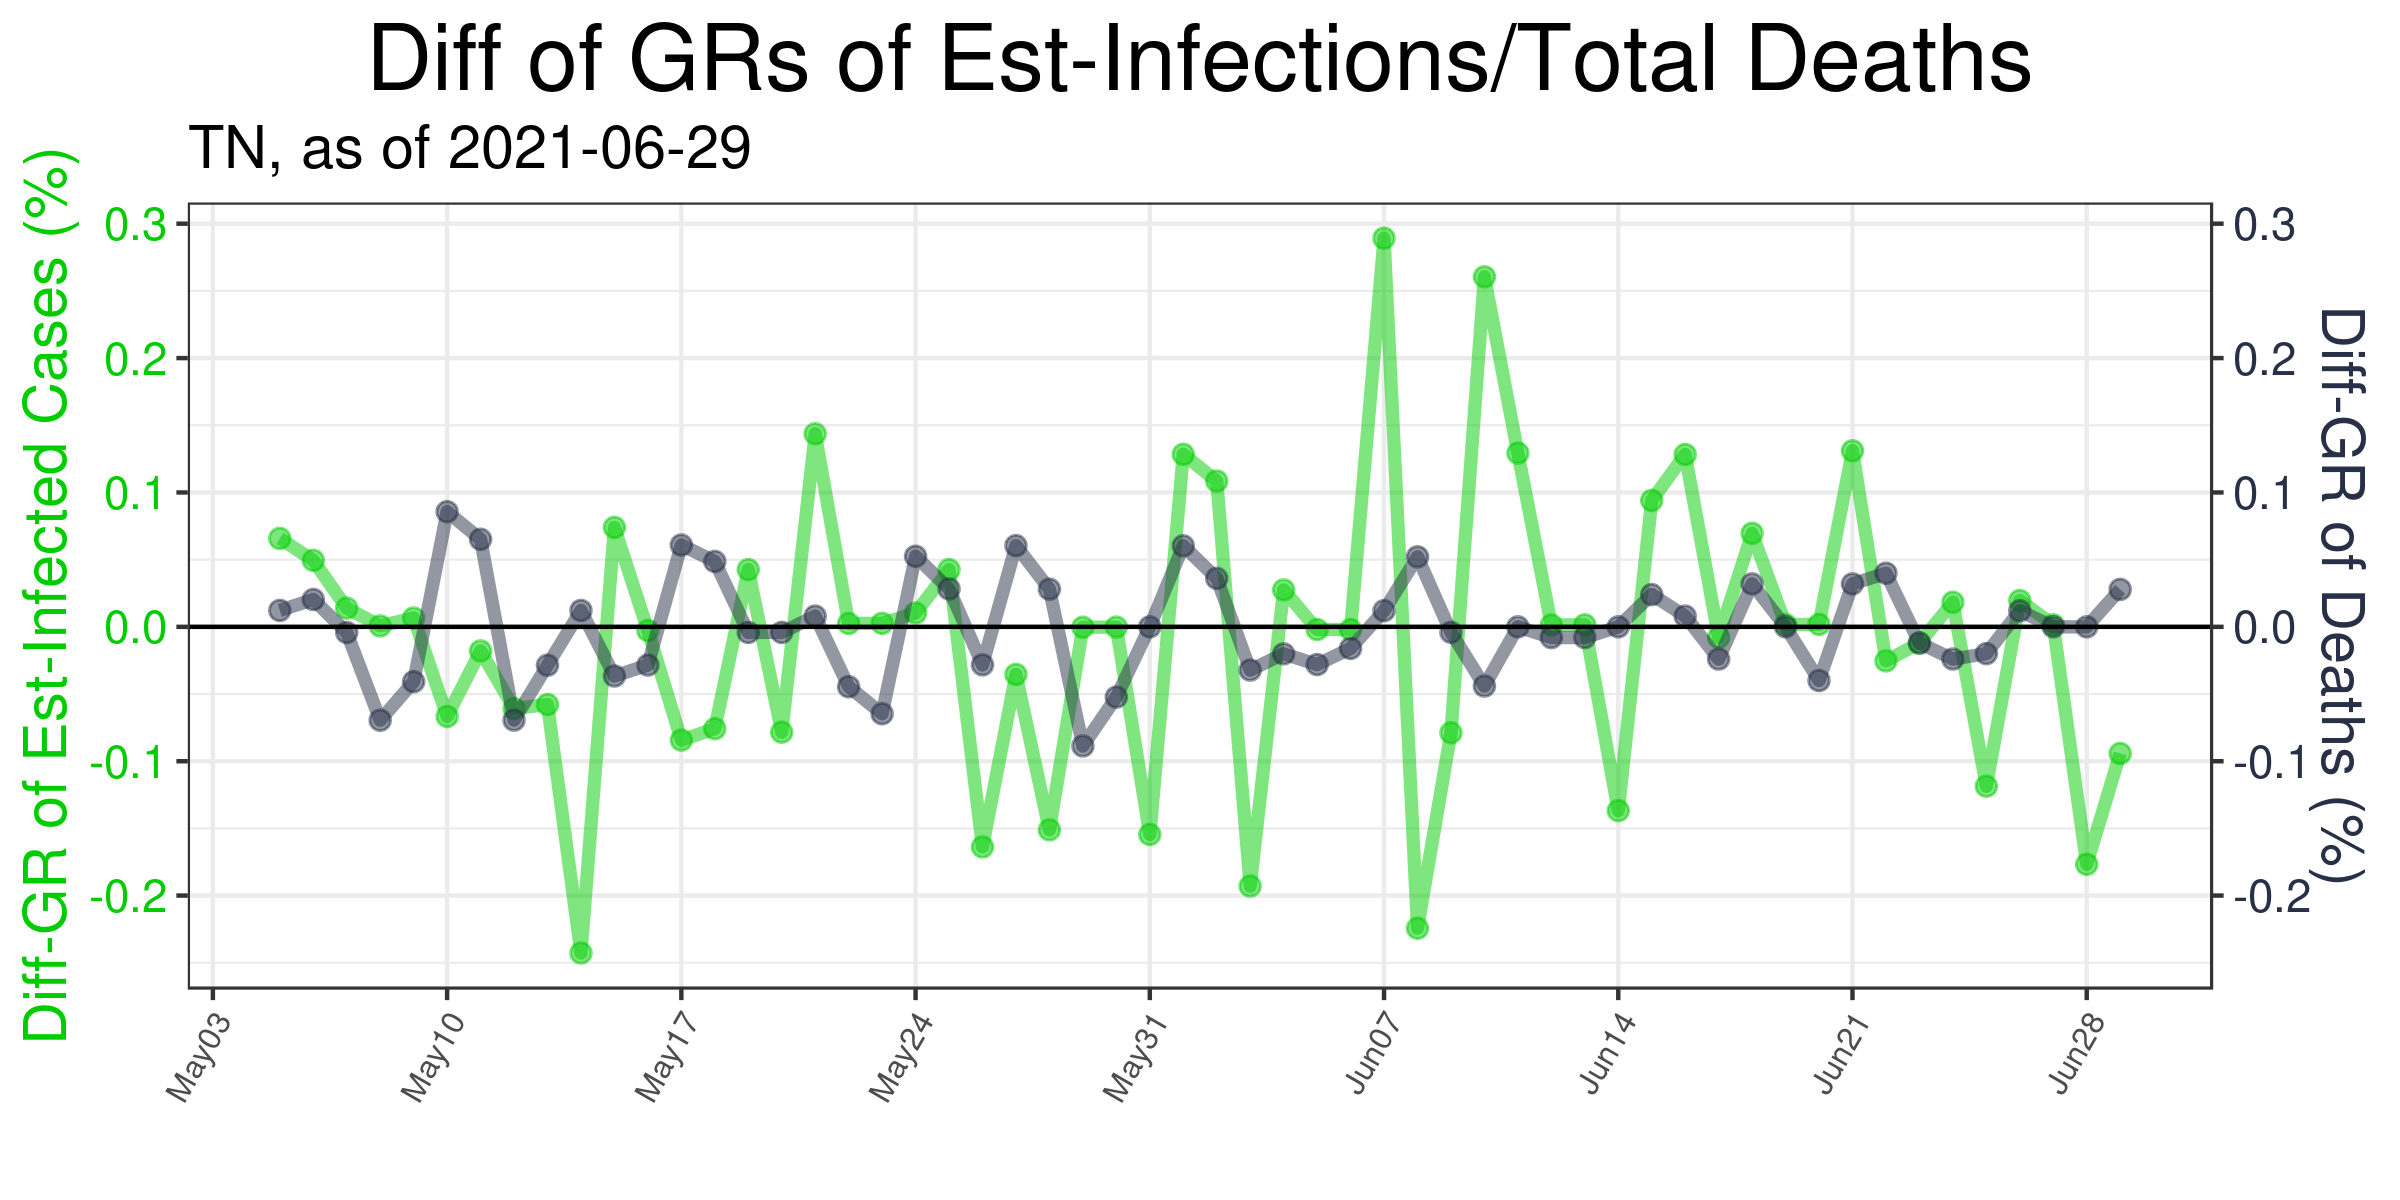 Diff of GRs of Est-Infections/Total Deaths
TN, as of 2021-06-29
Diff-GR of Est-Infected Cases (%)
0.3
0.2
0.1
0.0
-0.1
-0.2
0.3
0.2
0.1
0.0
-0.1
-0.2
Diff-GR of Deaths (%)
May03
May10
May17
May24
May31
Jun07
Jun14
Jun21
Jun28